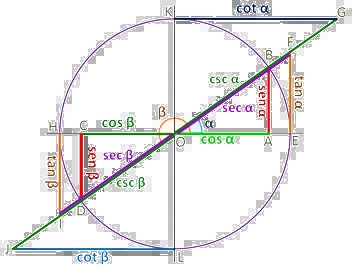 K cot α G
F
B
csc α
sec α
tan α
sen α
β
α
H cos β C O cos α A E
sec β
csc β
sen β
tan β
D
I
J cot β L